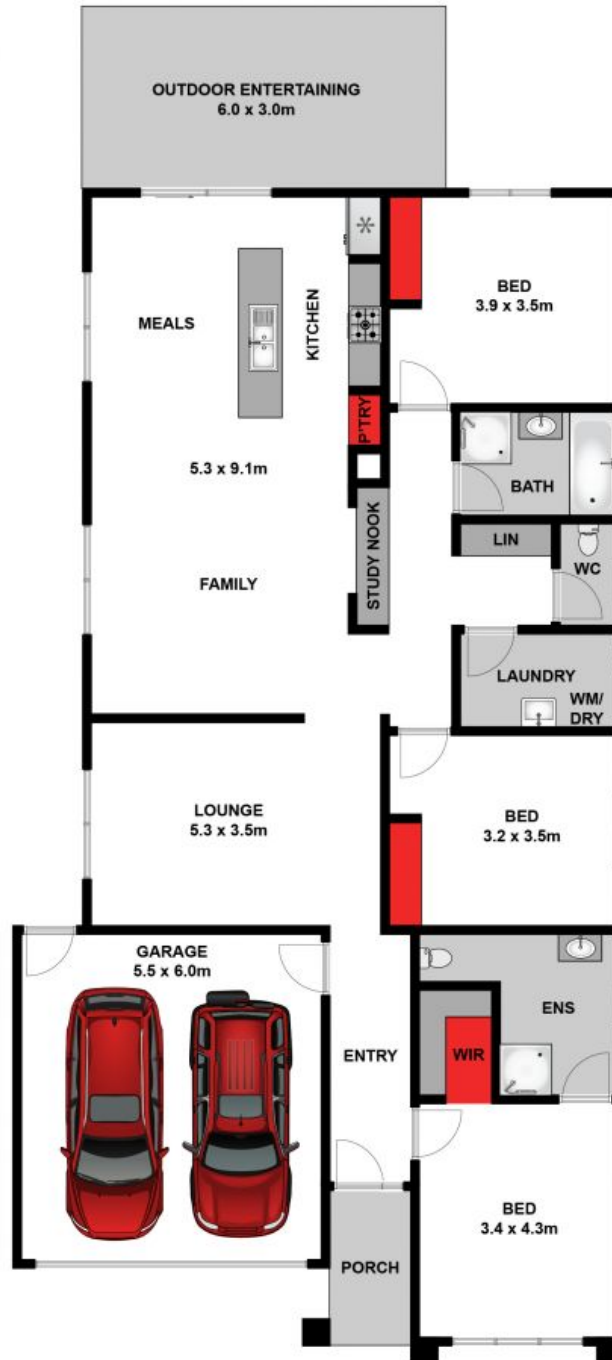 OUTDOOR ENTERTAINING
6.0 x 3.0m
BED
3.9 x 3.5m
MEALS
KITCHEN
P'TRY
5.3 x 9.1m
BATH
STUDY NOOK
LIN
WC
FAMILY
LAUNDRY
WM/
DRY
LOUNGE
5.3 x 3.5m
BED
3.2 x 3.5m
GARAGE
5.5 x 6.0m
ENS
ENTRY
WIR
BED
3.4 x 4.3m
PORCH